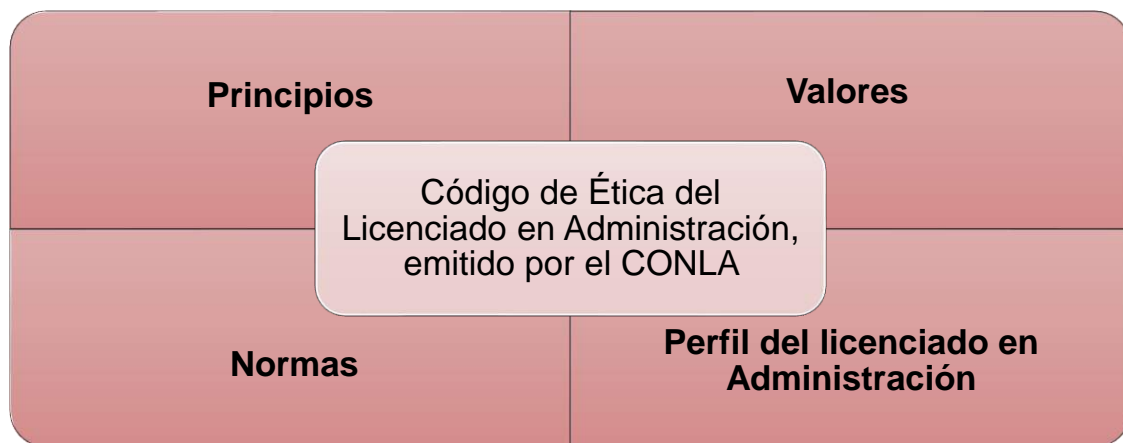 Principios
Valores
Código de Ética del
Licenciado en Administración,
emitido por el CONLA
Normas
Perfil del licenciado en
Administración